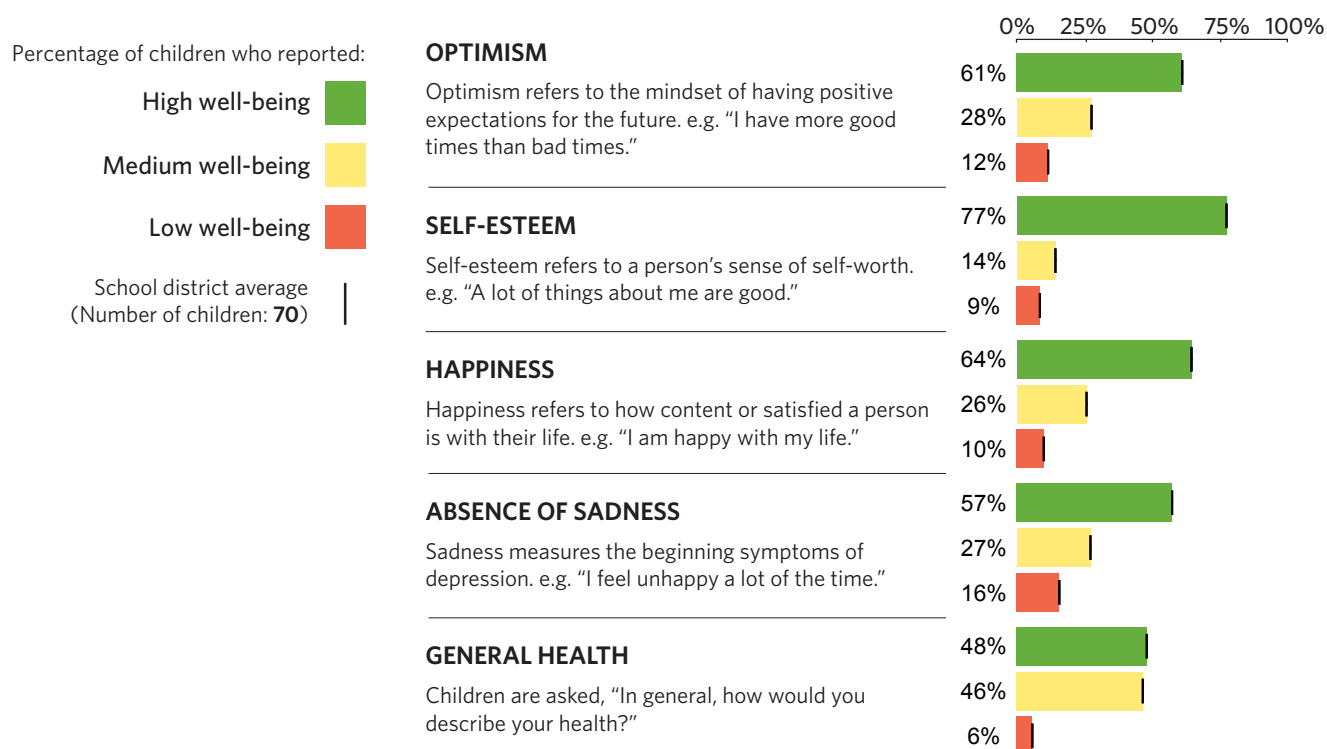 Percentage of children who reported:
High well-being
Medium well-being
Low well-being
School district average
(Number of children: 70)
0% 25% 50% 75% 100%
OPTIMISM
Optimism refers to the mindset of having positive
expectations for the future. e.g. “I have more good
times than bad times.”
61%
28%
12%
SELF-ESTEEM
Self-esteem refers to a person’s sense of self-worth.
e.g. “A lot of things about me are good.”
77%
14%
9%
HAPPINESS
Happiness refers to how content or satisfied a person
is with their life. e.g. “I am happy with my life.”
64%
26%
10%
ABSENCE OF SADNESS
Sadness measures the beginning symptoms of
depression. e.g. “I feel unhappy a lot of the time.”
57%
27%
16%
GENERAL HEALTH
Children are asked, “In general, how would you
describe your health?”
48%
46%
6%